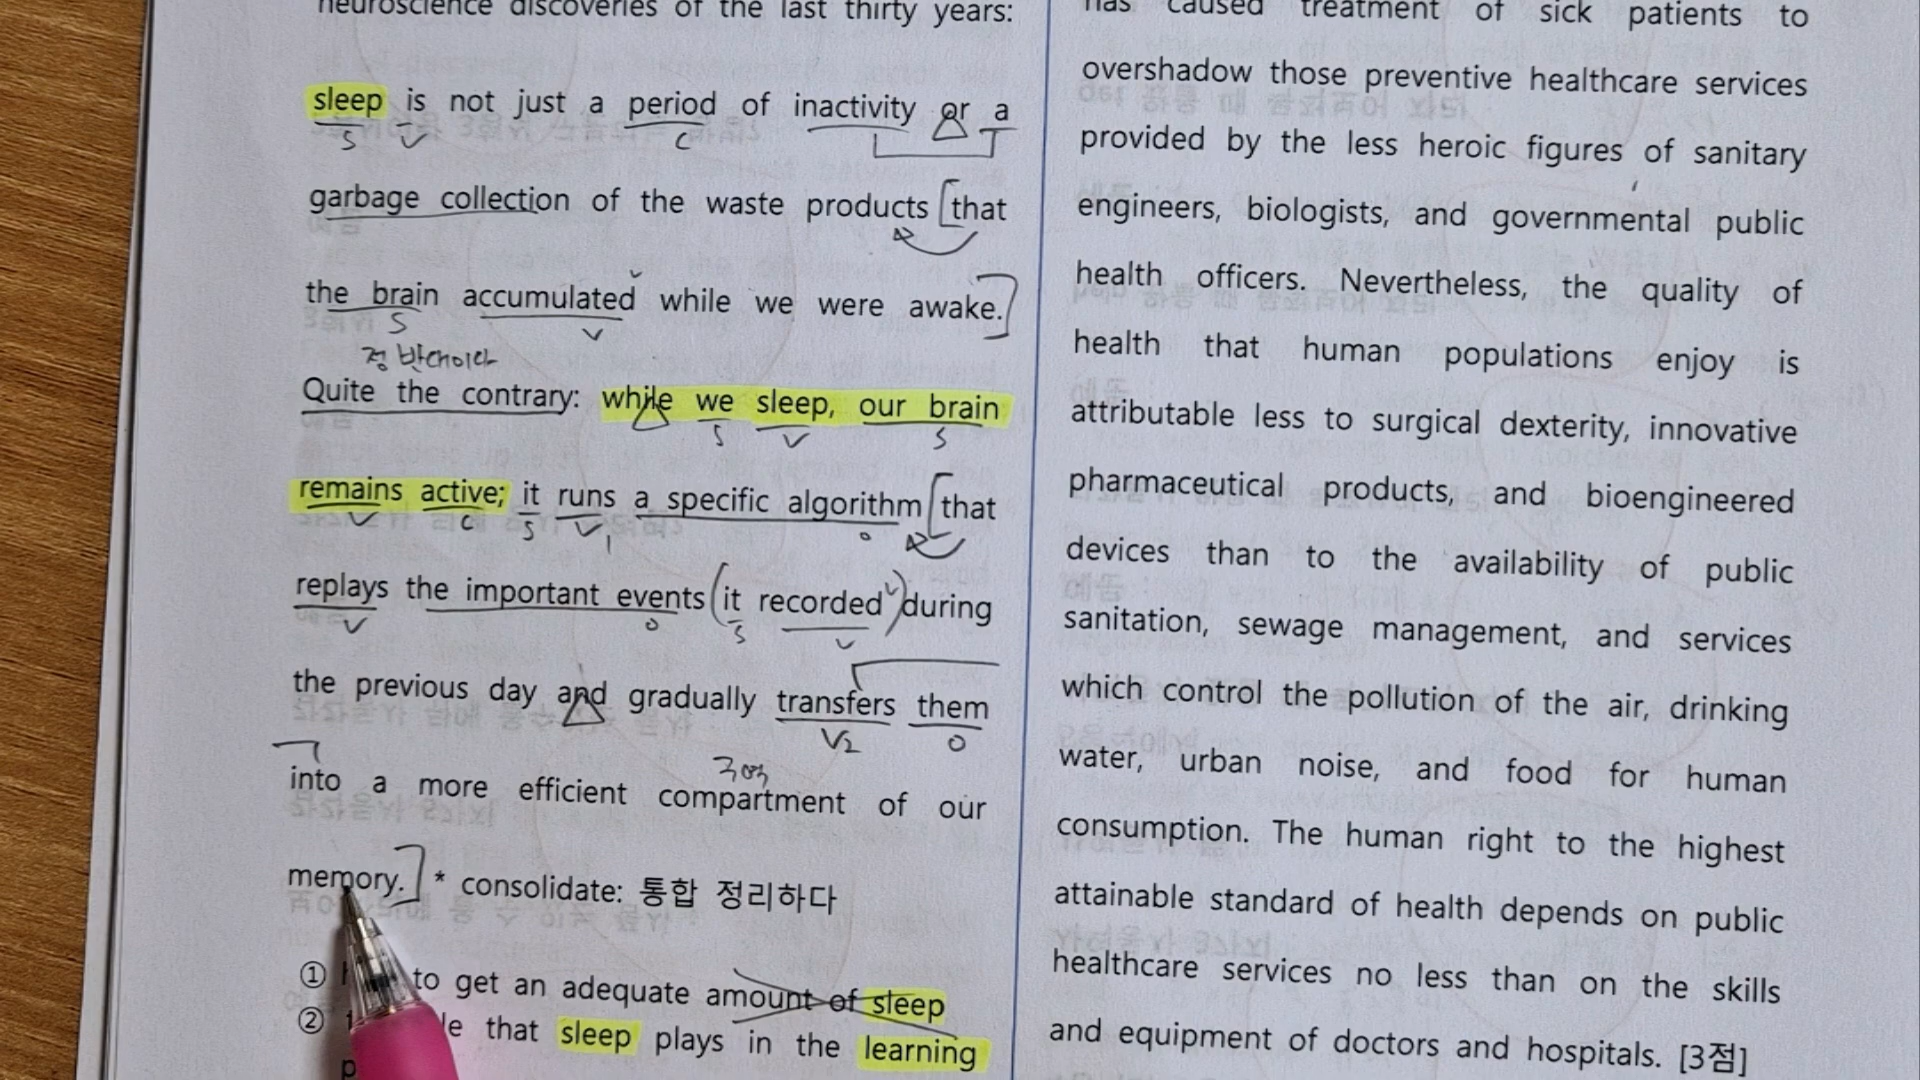 neuroscience discoveries of the last thirty years:
sleep is not just a period of inactivity or a
S V C
garbage collection of the waste products [that
the brain accumulated while we were awake.]
S V
정 반대이다
Quite the contrary: while we sleep, our brain
S V S
remains active; it runs a specific algorithm [that
V C S V1 o
replays the important events (it recorded) during
V o S V
the previous day and gradually transfers them
V2 O
구역
into a more efficient compartment of our
memory.] * consolidate: 통합 정리하다
① to get an adequate amount of sleep
② that sleep plays in the learning
has caused treatment of sick patients to
overshadow those preventive healthcare services
provided by the less heroic figures of sanitary
engineers, biologists, and governmental public
health officers. Nevertheless, the quality of
health that human populations enjoy is
attributable less to surgical dexterity, innovative
pharmaceutical products, and bioengineered
devices than to the availability of public
sanitation, sewage management, and services
which control the pollution of the air, drinking
water, urban noise, and food for human
consumption. The human right to the highest
attainable standard of health depends on public
healthcare services no less than on the skills
and equipment of doctors and hospitals. [3점]